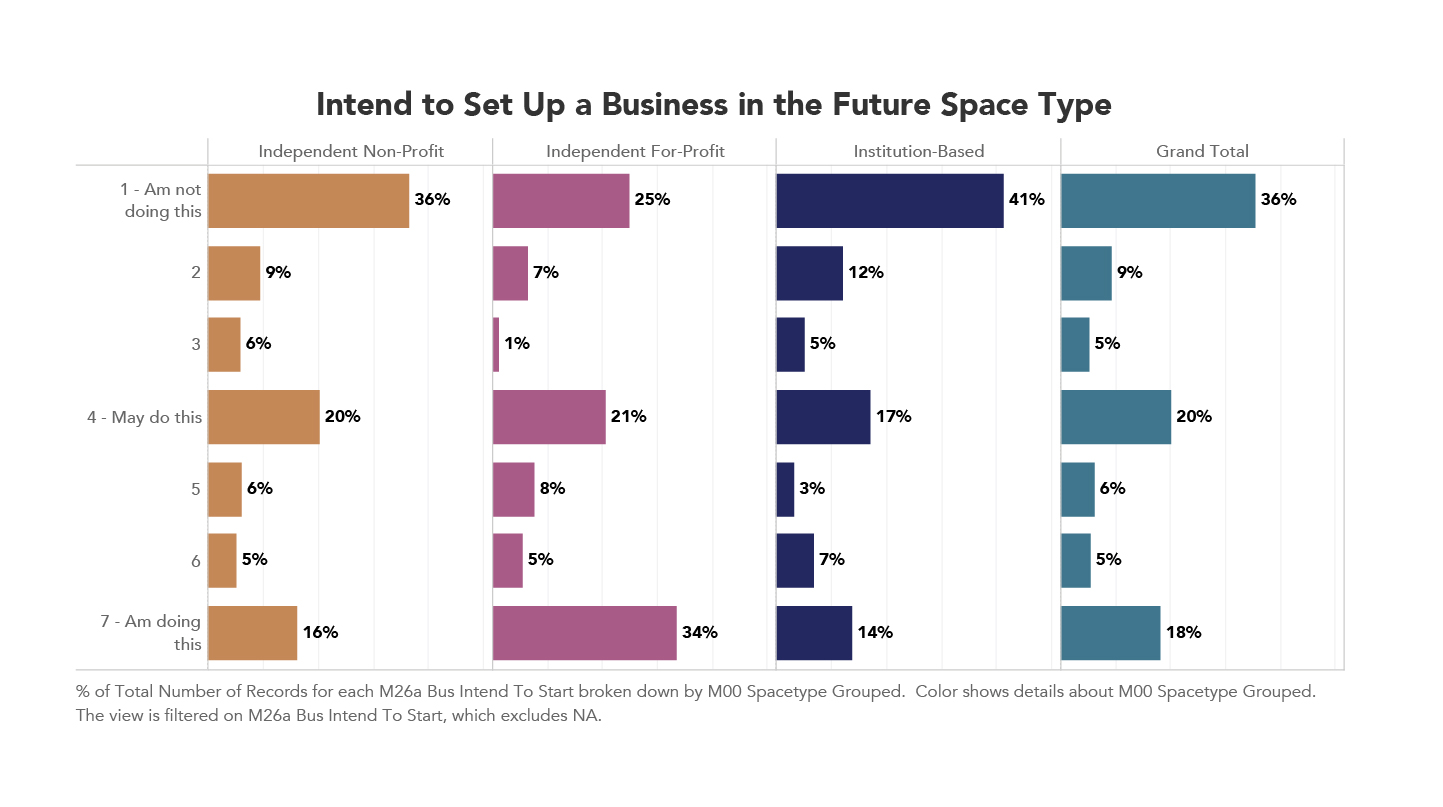 Intend to Set Up a Business in the Future Space Type
Independent Non-Profit Independent For-Profit Institution-Based Grand Total
1 - Am not
doing this
36% 25% 41% 36%
2 9% 7% 12% 9%
3 6% 1% 5% 5%
4 - May do this 20% 21% 17% 20%
5 6% 8% 3% 6%
6 5% 5% 7% 5%
7 - Am doing
this
16% 34% 14% 18%
% of Total Number of Records for each M26a Bus Intend To Start broken down by M00 Spacetype Grouped.  Color shows details about M00 Spacetype Grouped.
The view is filtered on M26a Bus Intend To Start, which excludes NA.